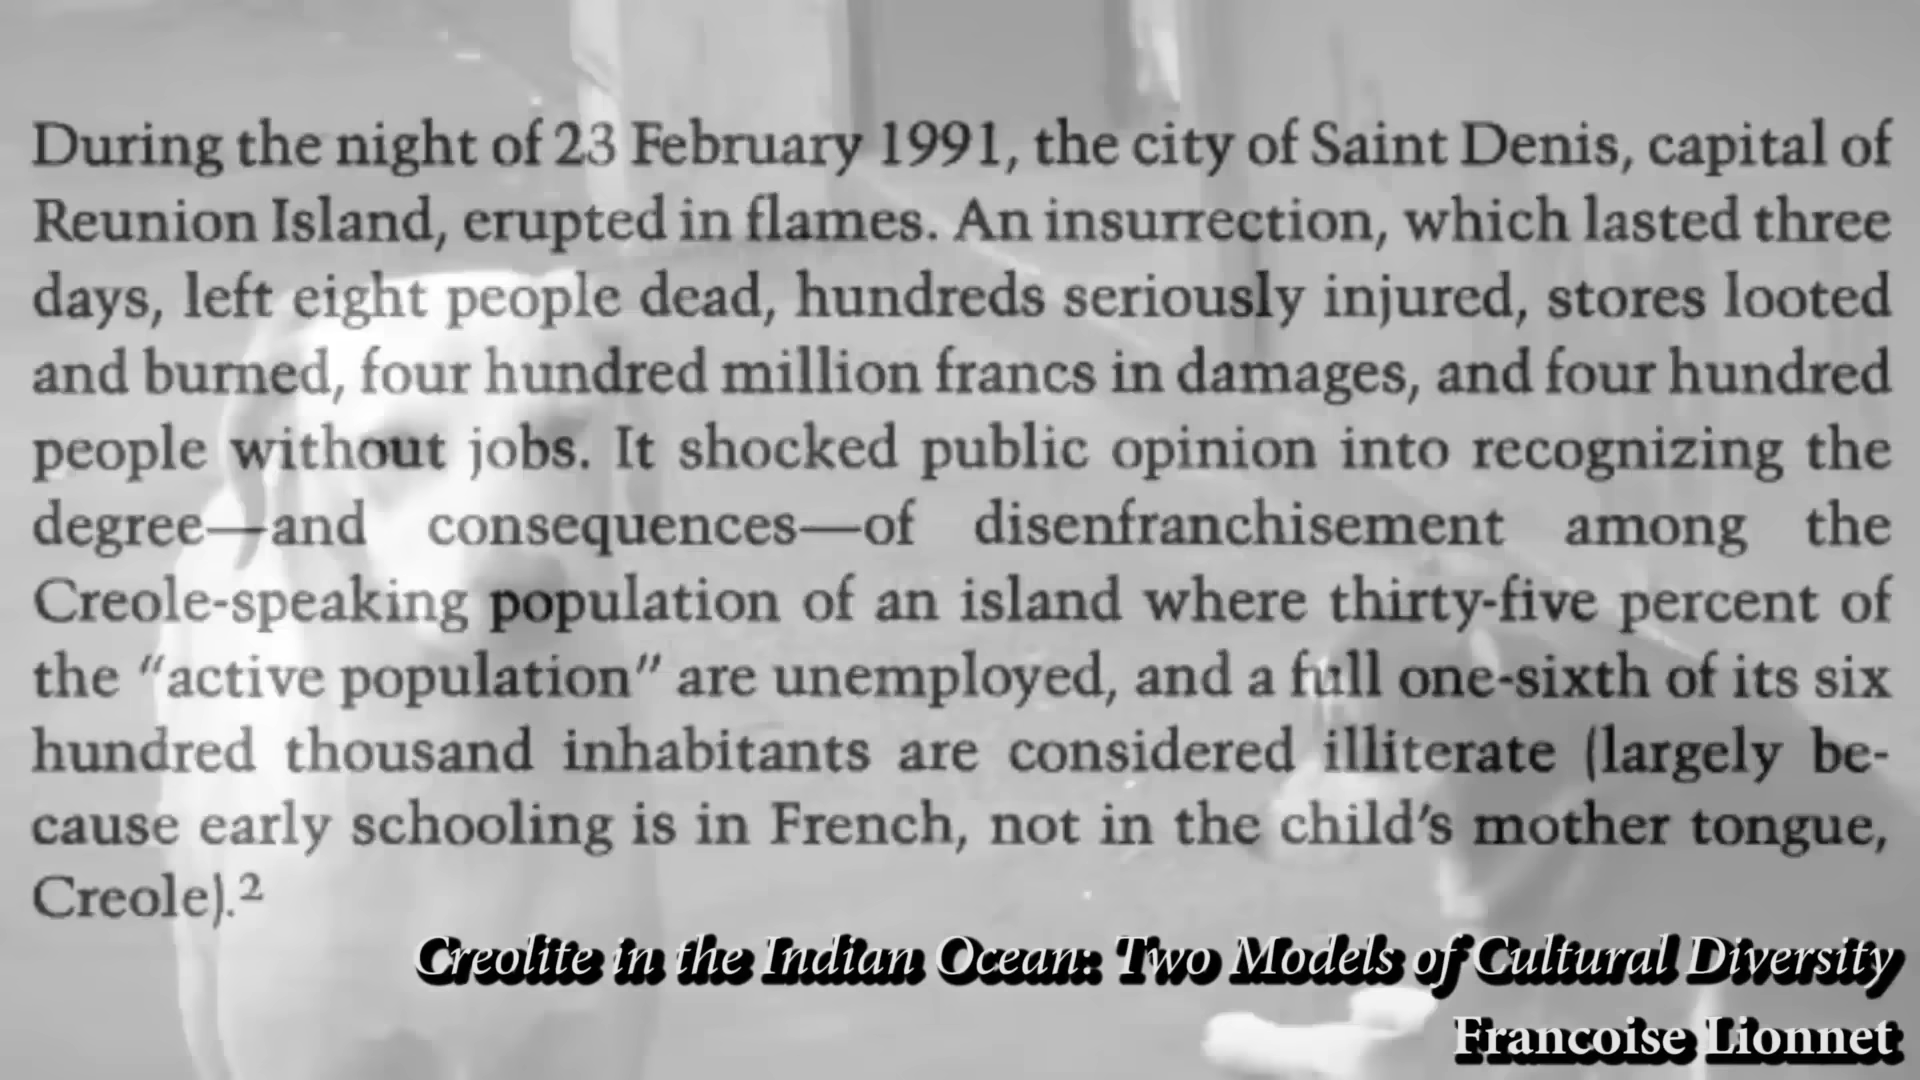 During the night of 23 February 1991, the city of Saint Denis, capital of
Reunion Island, erupted in flames. An insurrection, which lasted three
days, left eight people dead, hundreds seriously injured, stores looted
and burned, four hundred million francs in damages, and four hundred
people without jobs. It shocked public opinion into recognizing the
degree—and consequences—of disenfranchisement among the
Creole-speaking population of an island where thirty-five percent of
the "active population" are unemployed, and a full one-sixth of its six
hundred thousand inhabitants are considered illiterate (largely be-
cause early schooling is in French, not in the child's mother tongue,
Creole).²
Creolite in the Indian Ocean: Two Models of Cultural Diversity
Francoise Lionnet